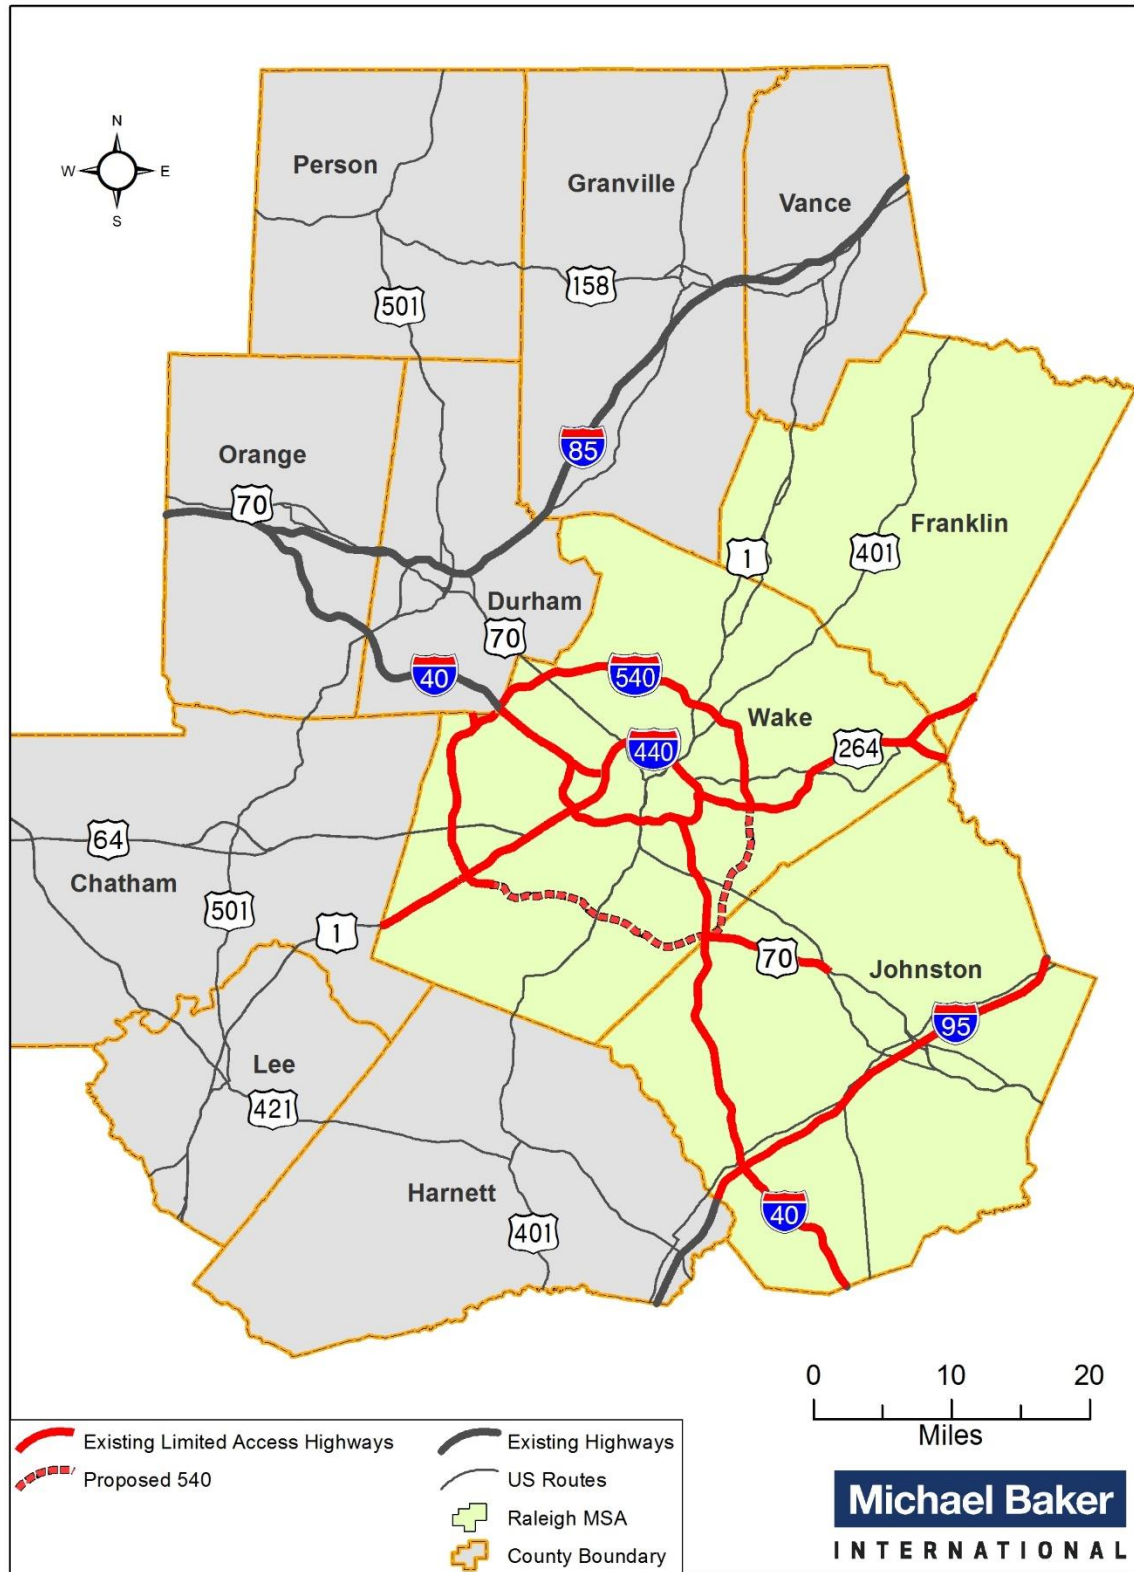 N
W E
S
Person
Granville
Vance
501
158
85
Orange
70
Franklin
1
401
Durham
70
40
540
Wake
440
264
64
Chatham
501
1
70
Johnston
95
Lee
421
Harnett
401
40
0 10 20
Miles
Existing Limited Access Highways
Proposed 540
Existing Highways
US Routes
Raleigh MSA
County Boundary
Michael Baker
INTERNATIONAL